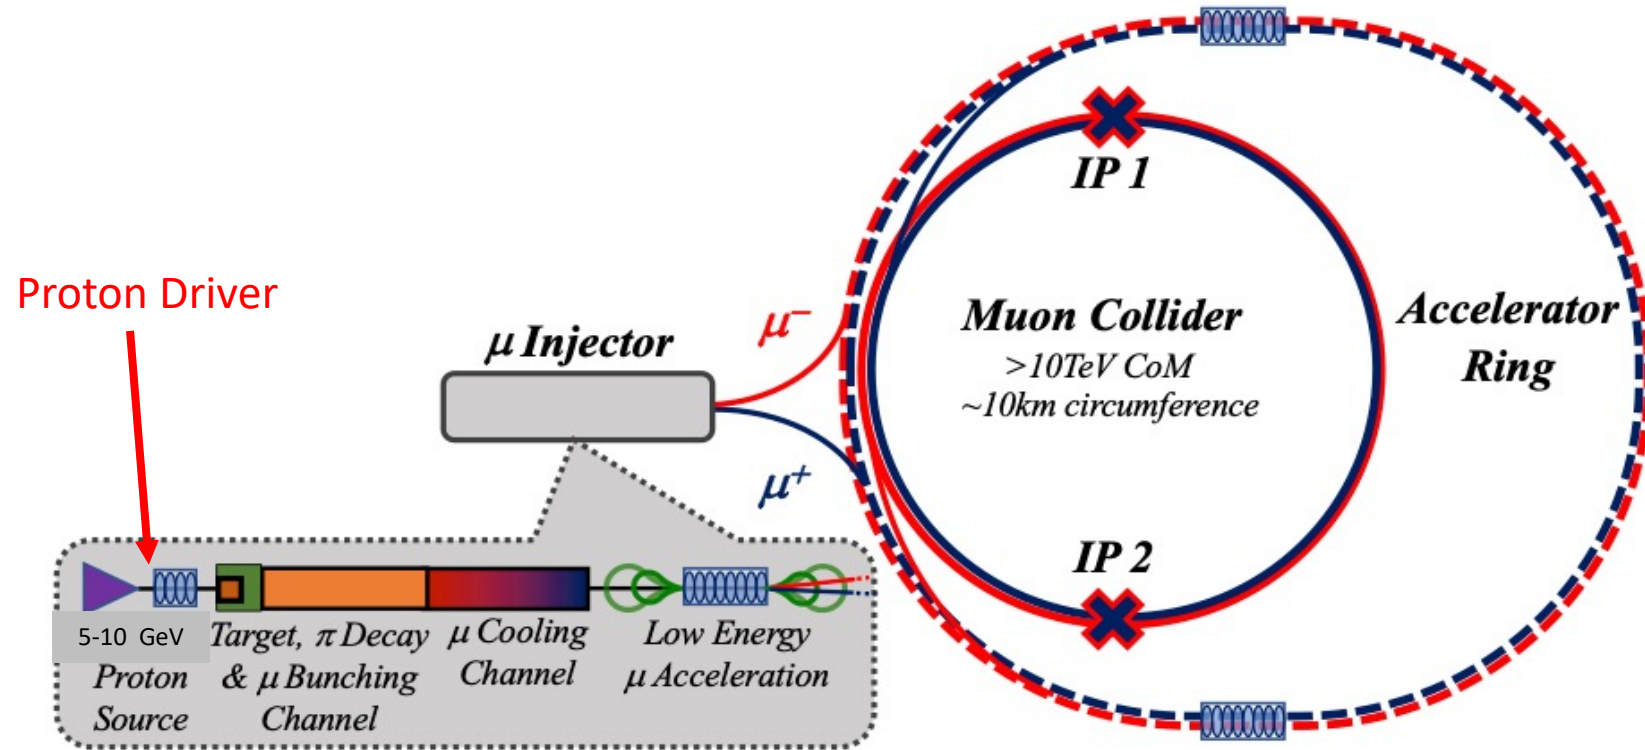 Proton Driver
μ Injector
μ⁻
μ⁺
IP 1
Muon Collider
>10TeV CoM
~10km circumference
IP 2
Accelerator
Ring
5-10 GeV
Proton
Source
Target, π Decay
& μ Bunching
Channel
μ Cooling
Channel
Low Energy
μ Acceleration